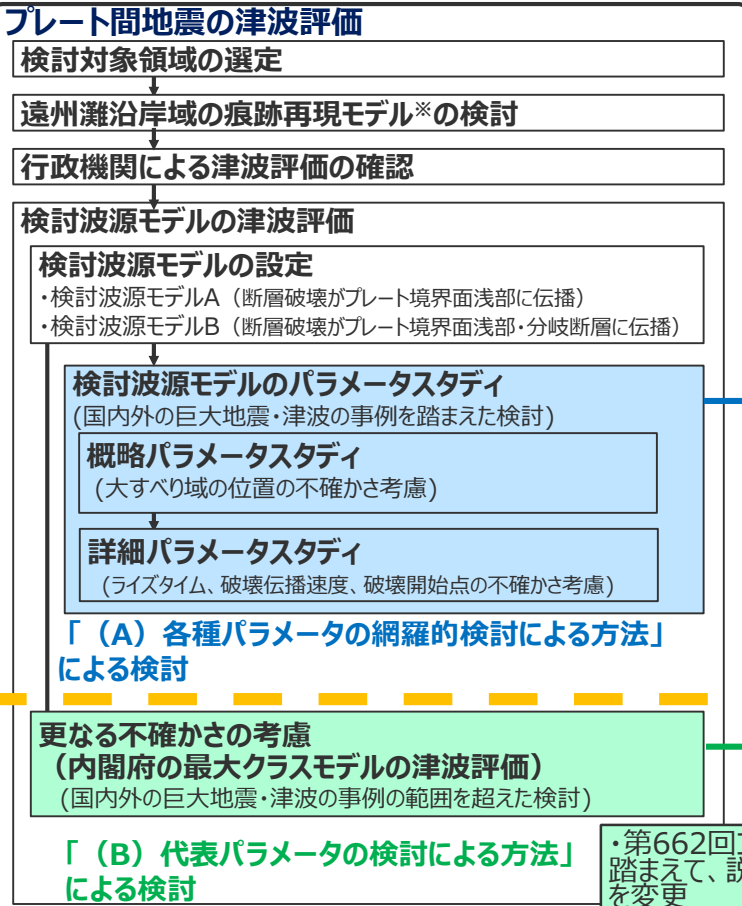 プレート間地震の津波評価
検討対象領域の選定
遠州灘沿岸域の痕跡再現モデル※の検討
行政機関による津波評価の確認
検討波源モデルの津波評価
検討波源モデルの設定
・検討波源モデルA（断層破壊がプレート境界面浅部に伝播）
・検討波源モデルB（断層破壊がプレート境界面浅部・分岐断層に伝播）
検討波源モデルのパラメータスタディ
(国内外の巨大地震・津波の事例を踏まえた検討)
概略パラメータスタディ
(大すべり域の位置の不確かさ考慮)
詳細パラメータスタディ
(ライズタイム、破壊伝播速度、破壊開始点の不確かさ考慮)
「（A）各種パラメータの網羅的検討による方法」
による検討
更なる不確かさの考慮
（内閣府の最大クラスモデルの津波評価）
(国内外の巨大地震・津波の事例の範囲を超えた検討)
「（B）代表パラメータの検討による方法」
による検討
・第662回
踏まえて、説
を変更